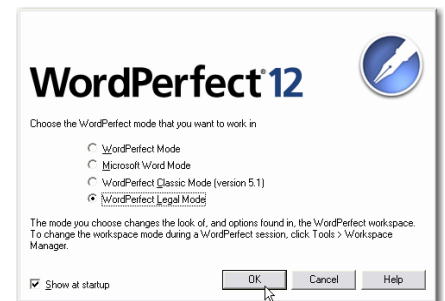 WordPerfect® 12
Choose the WordPerfect mode that you want to work in
WordPerfect Mode
Microsoft Word Mode
WordPerfect Classic Mode (version 5.1)
WordPerfect Legal Mode
The mode you choose changes the look of, and options found in, the WordPerfect workspace.
To change the workspace mode during a WordPerfect session, click Tools > Workspace
Manager.
Show at startup OK Cancel Help